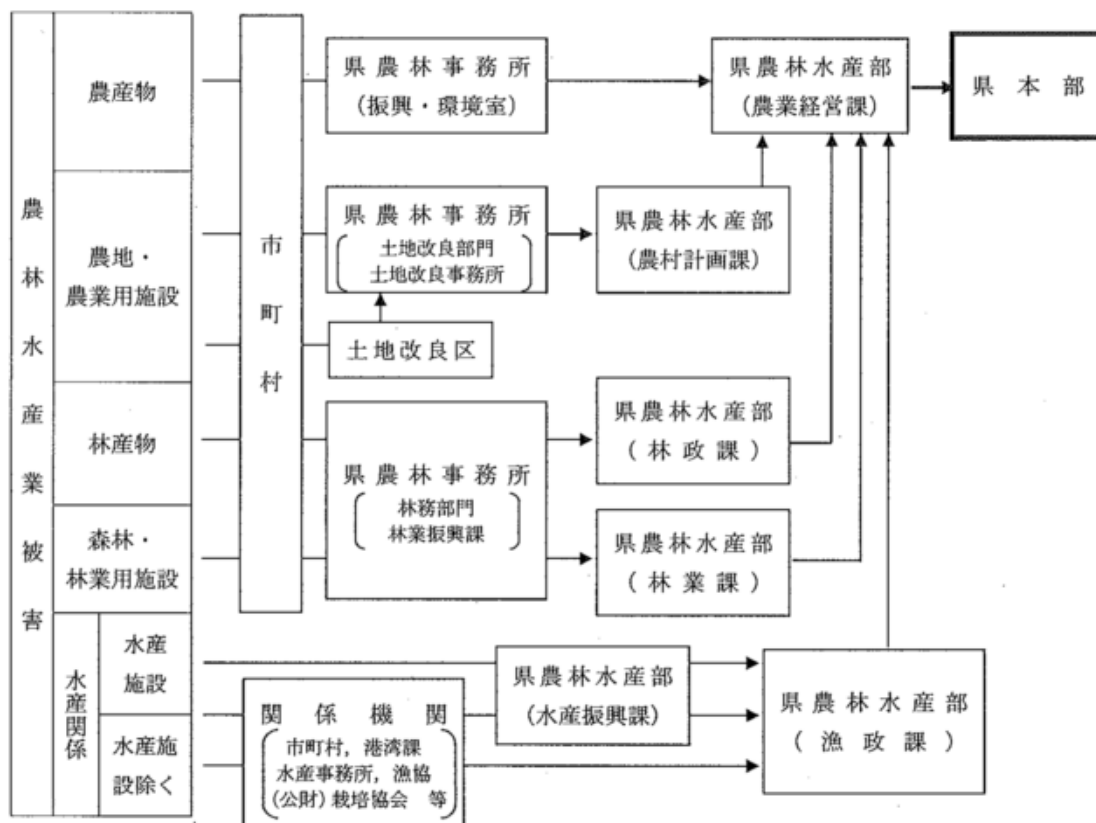 農林水産業被害
農産物
農地・
農業用施設
林産物
森林・
林業用施設
水産関係
水産
施設
水産施
設除く
市町村
県農林事務所
(振興・環境室)
県農林事務所
土地改良部門
土地改良事務所
土地改良区
県農林事務所
林務部門
林業振興課
関係機関
市町村，港湾課
水産事務所，漁協
(公財)栽培協会 等
県農林水産部
(農村計画課)
県農林水産部
(林政課)
県農林水産部
(林業課)
県農林水産部
(水産振興課)
県農林水産部
(漁政課)
県農林水産部
(農業経営課)
県本部